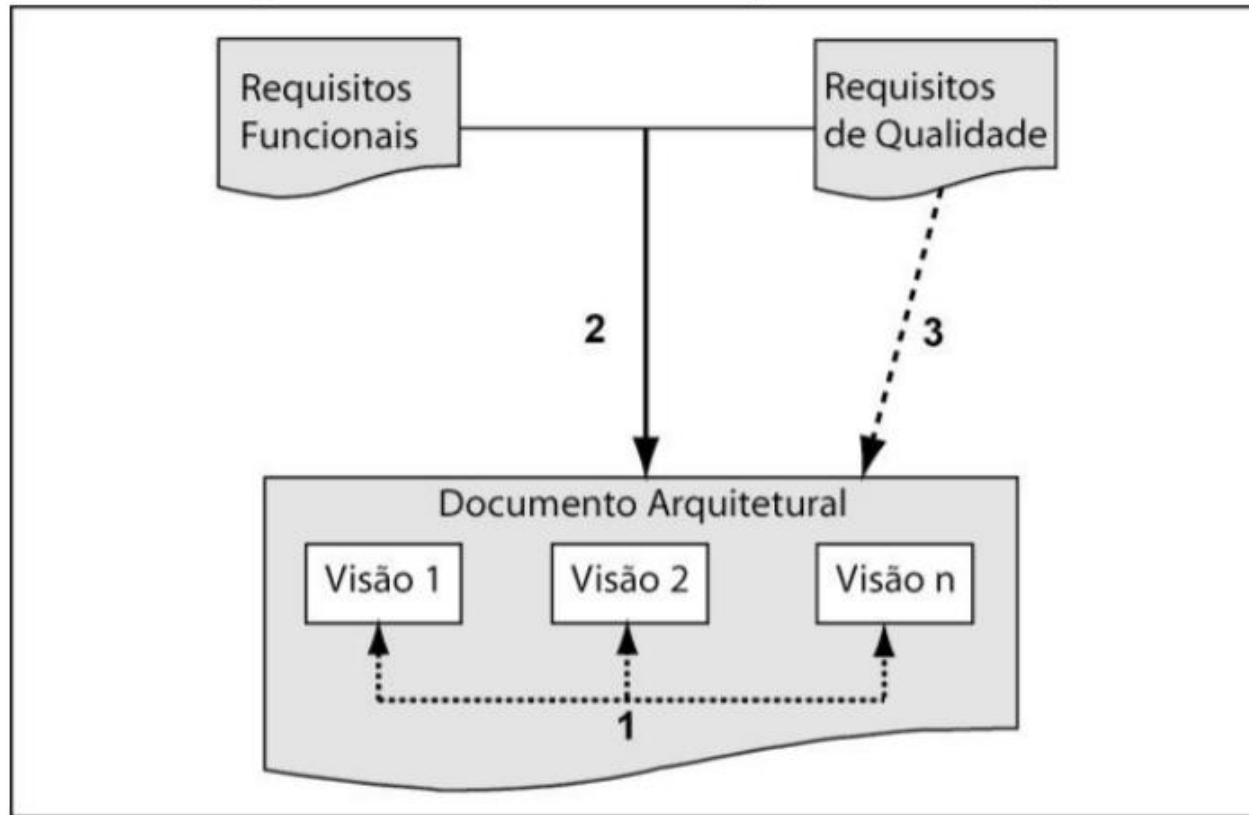 Requisitos
Funcionais
Requisitos
de Qualidade
2
3
Documento Arquitetural
Visão 1
Visão 2
Visão n
1